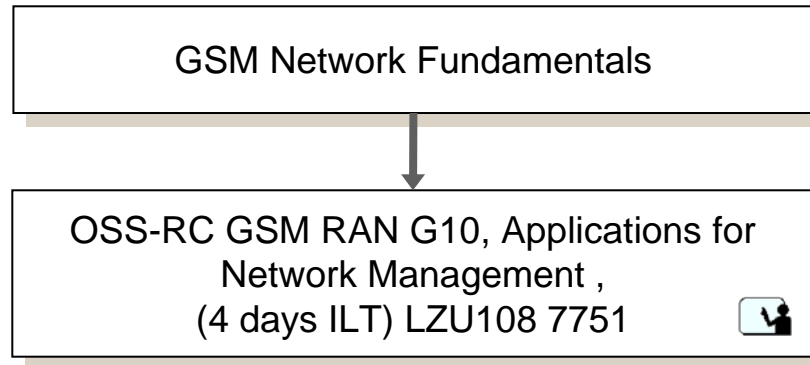 GSM Network Fundamentals
OSS-RC GSM RAN G10, Applications for
Network Management ,
(4 days ILT) LZU108 7751